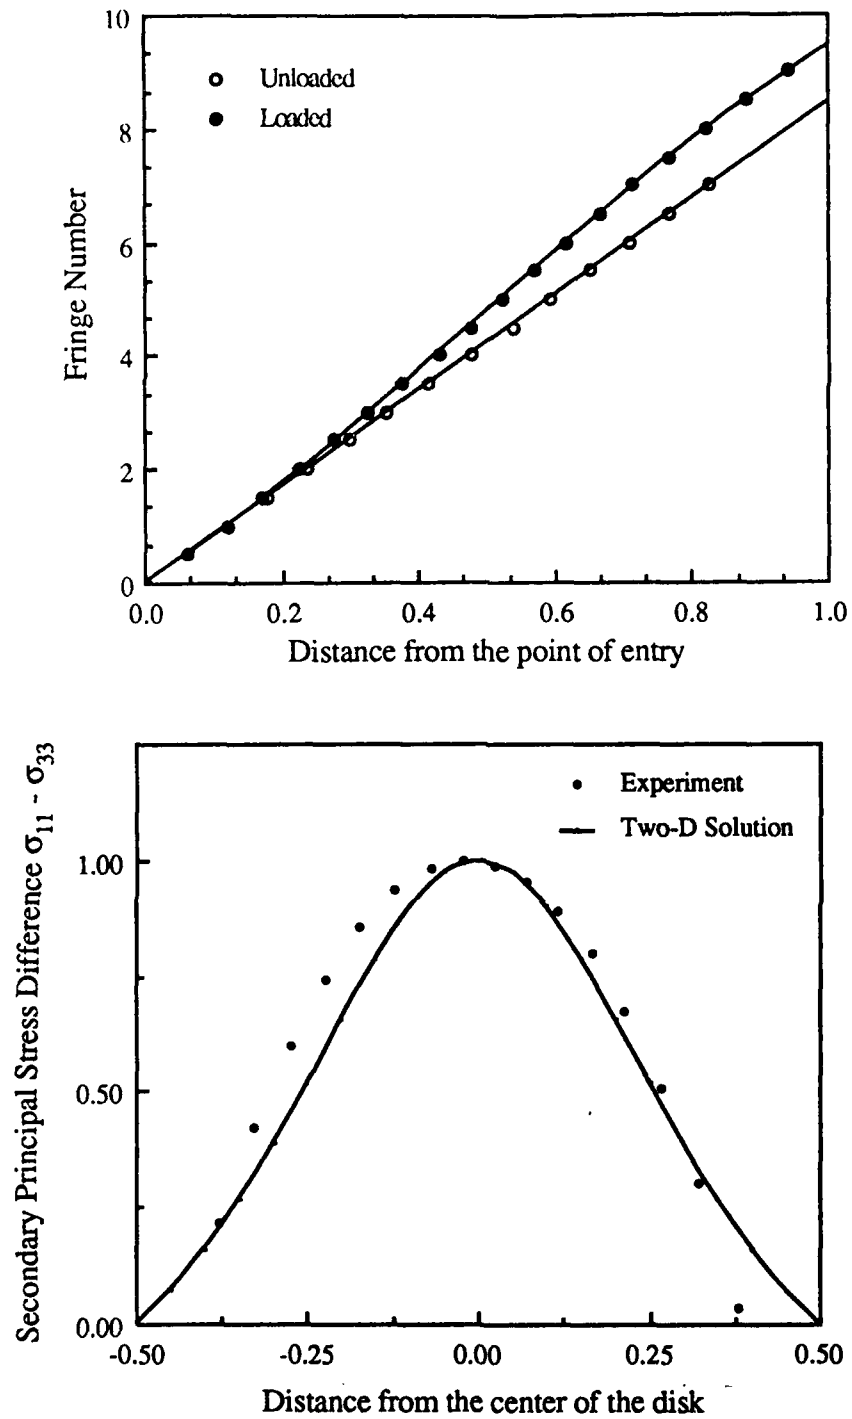 10
Unloaded
Loaded
8
6
4
2
0
Fringe Number
0.0 0.2 0.4 0.6 0.8 1.0
Distance from the point of entry
Secondary Principal Stress Difference σ11 - σ33
Experiment
Two-D Solution
1.00
0.50
0.00
-0.50 -0.25 0.00 0.25 0.50
Distance from the center of the disk